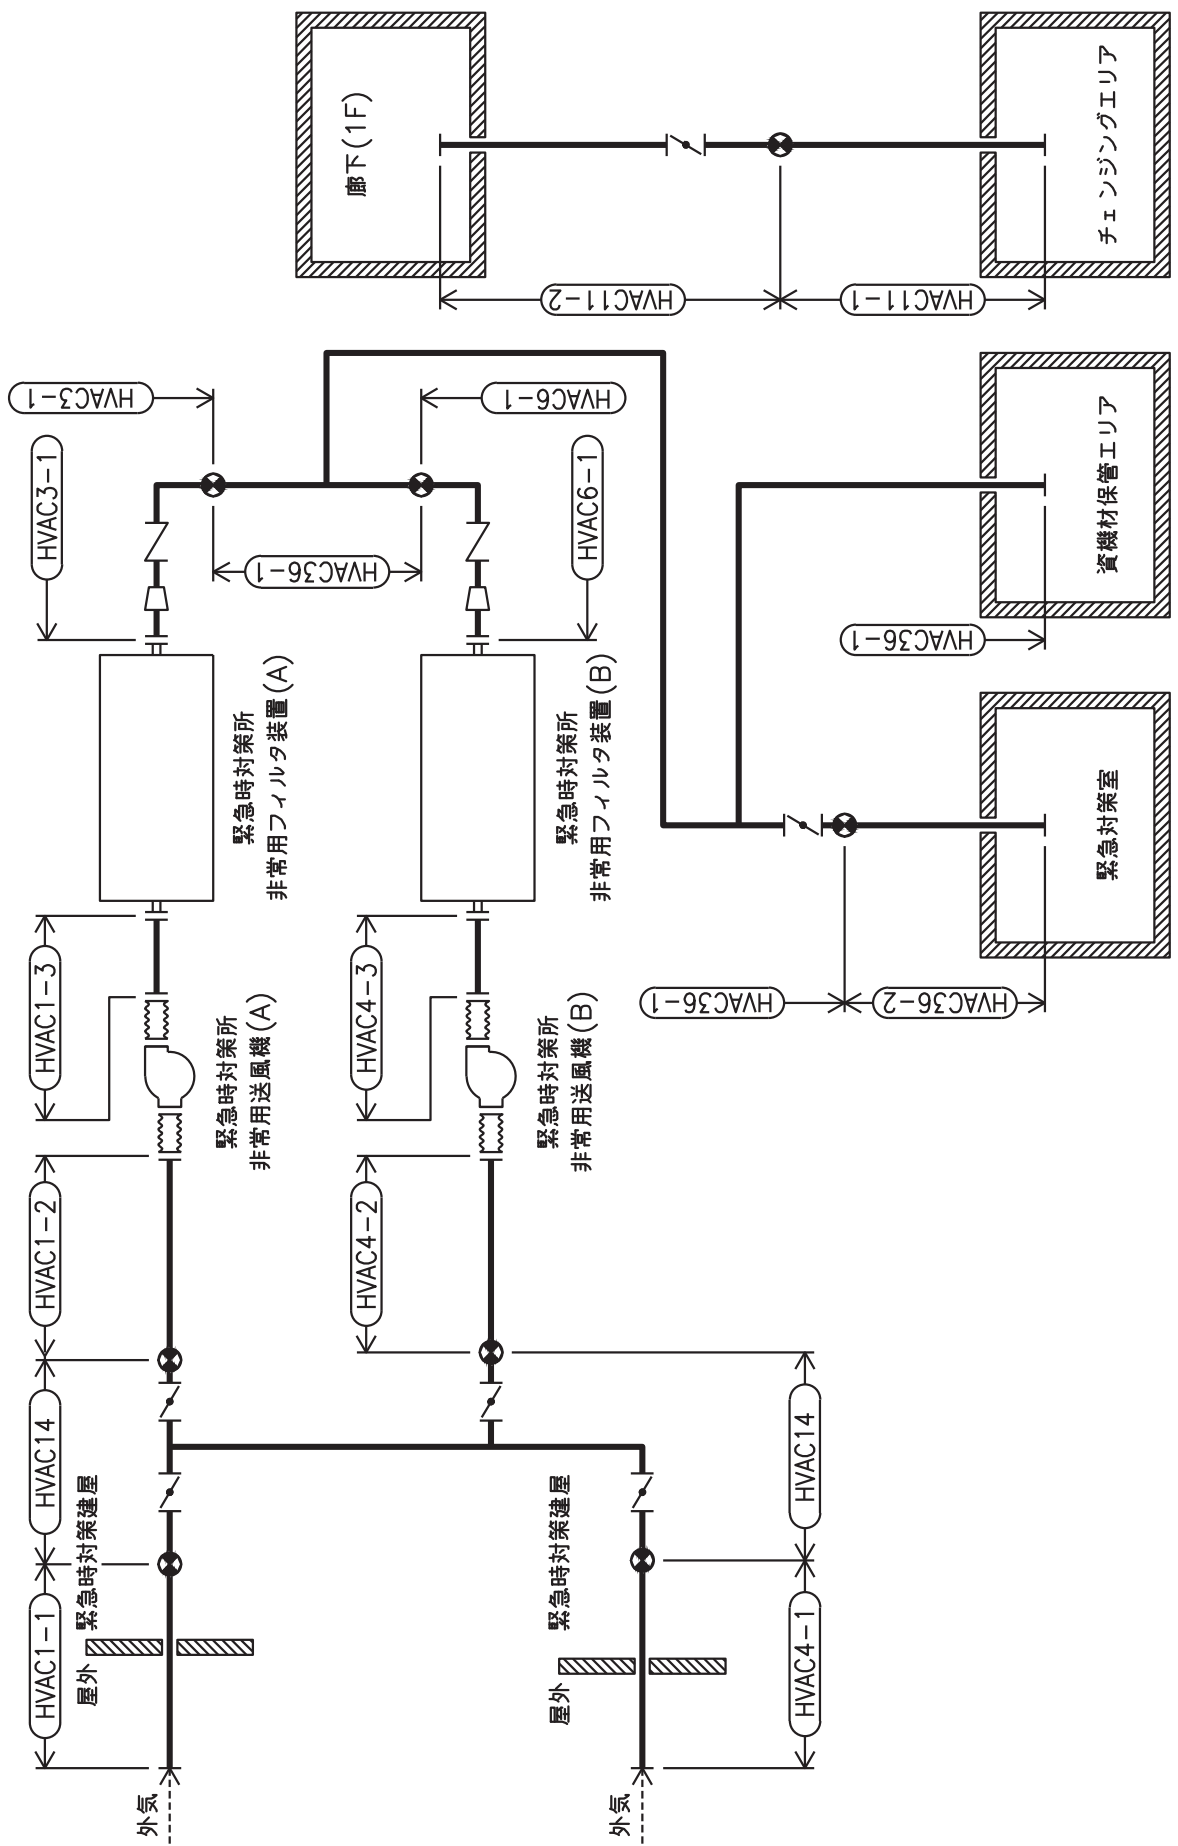 外気
屋外
緊急時対策建屋
HVAC1-1
HVAC14
HVAC1-2
緊急時対策所
非常用送風機(A)
HVAC1-3
緊急時対策所
非常用フィルタ装置(A)
HVAC3-1
HVAC3-1
HVAC36-1
HVAC6-1
HVAC6-1
緊急時対策所
非常用フィルタ装置(B)
HVAC4-3
緊急時対策所
非常用送風機(B)
HVAC4-2
HVAC14
HVAC4-1
緊急時対策建屋
屋外
外気
廊下(1F)
HVAC11-2
HVAC11-1
チェンジングエリア
資機材保管エリア
HVAC36-1
緊急対策室
HVAC36-1
HVAC36-2